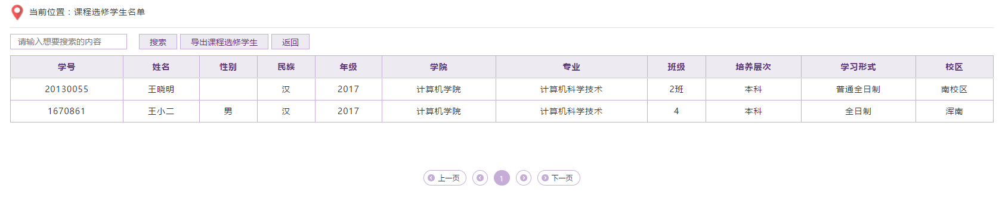 当前位置：课程选修学生名单
请输入想要搜索的内容 搜索 导出课程选修学生 返回
学号 姓名 性别 民族 年级 学院 专业 班级 培养层次 学习形式 校区
20130055 王晓明 汉 2017 计算机学院 计算机科学技术 2班 本科 普通全日制 南校区
1670861 王小二 男 汉 2017 计算机学院 计算机科学技术 4 本科 全日制 浑南
上一页 1 下一页